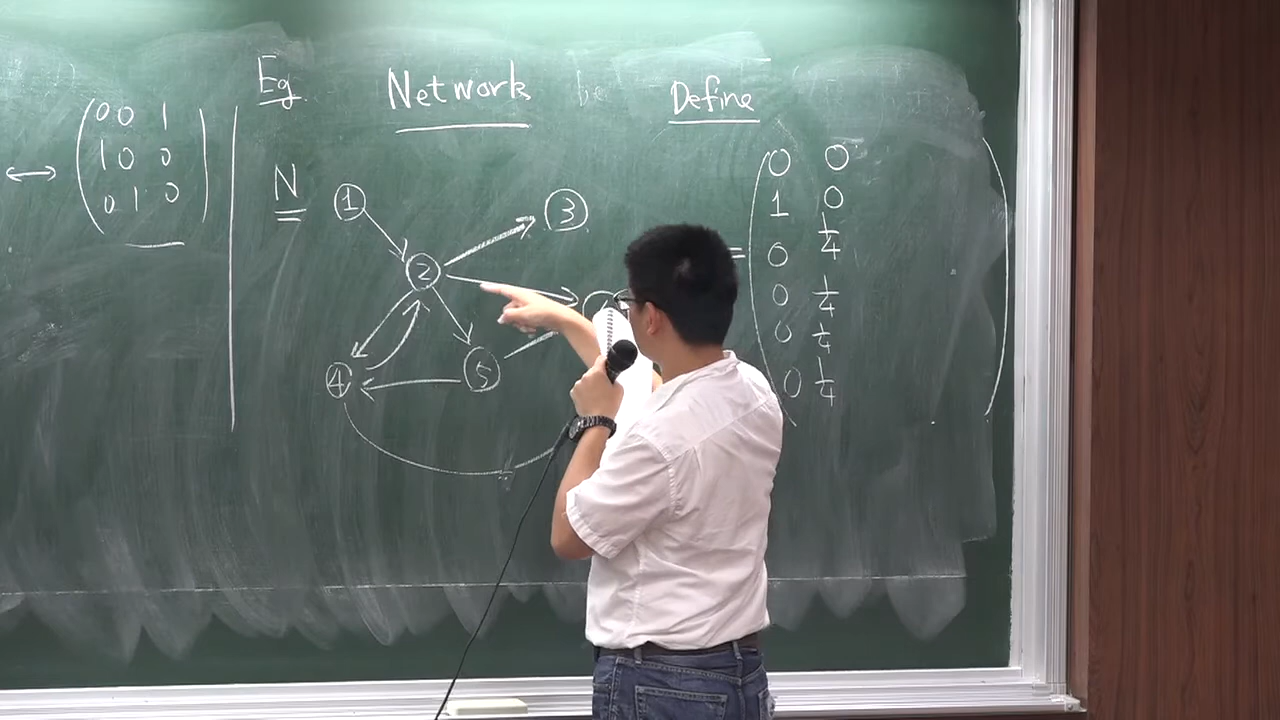 Eg. Network Define
0 0 1
1 0 0
0 1 0
N
1
2
3
4
5
=
0 0
1 0
0 1/4
0 1/4
0 1/4
0 1/4